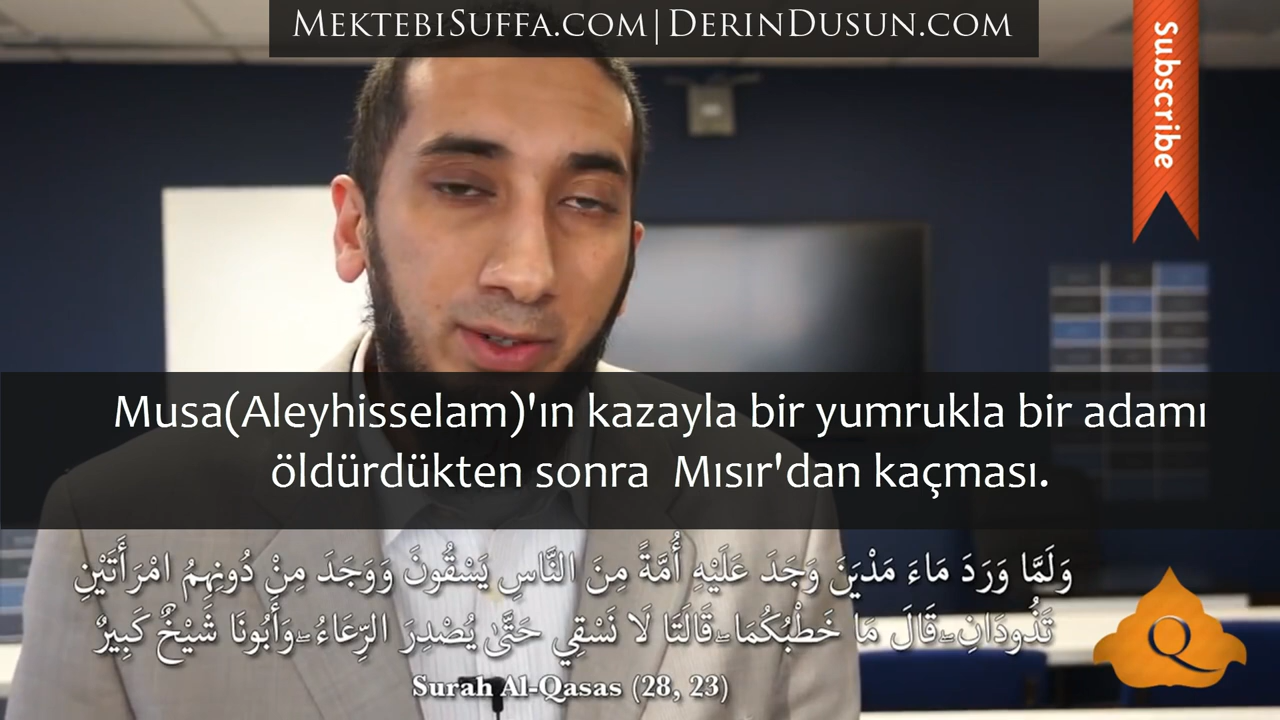 MEKTEBISUFFA.COM|DERINDUSUN.COM
Subscribe
Musa(Aleyhisselam)'ın kazayla bir yumrukla bir adamı
öldürdükten sonra Mısır'dan kaçması.
وَلَمَّا وَرَدَ مَاءَ مَدْيَنَ وَجَدَ عَلَيْهِ أُمَّةً مِنَ النَّاسِ يَسْقُونَ وَوَجَدَ مِنْ دُونِهِمُ امْرَأَتَيْنِ
تَذُودَانِ ۖ قَالَ مَا خَطْبُكُمَا ۖ قَالَتَا لَا نَسْقِي حَتَّىٰ يُصْدِرَ الرِّعَاءُ ۖ وَأَبُونَا شَيْخٌ كَبِيرٌ
Surah Al-Qasas (28, 23)
Q